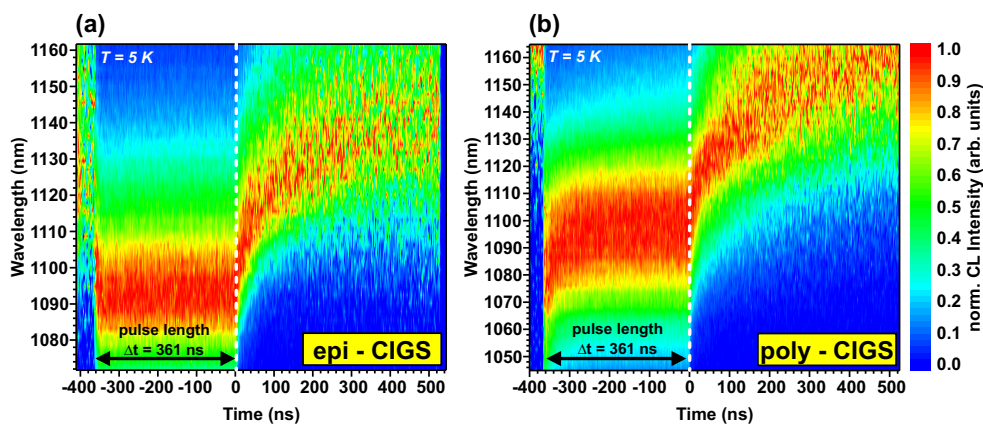 (a)
T = 5 K
Wavelength (nm)
1160
1150
1140
1130
1120
1110
1100
1090
1080
pulse length
Δt = 361 ns
epi - CIGS
-400 -300 -200 -100 0 100 200 300 400 500
Time (ns)
(b)
T = 5 K
Wavelength (nm)
1160
1150
1140
1130
1120
1110
1100
1090
1080
1070
1060
1050
pulse length
Δt = 361 ns
poly - CIGS
-400 -300 -200 -100 0 100 200 300 400 500
Time (ns)
1.0
0.9
0.8
0.7
0.6
0.5
0.4
0.3
0.2
0.1
0.0
norm. CL Intensity (arb. units)